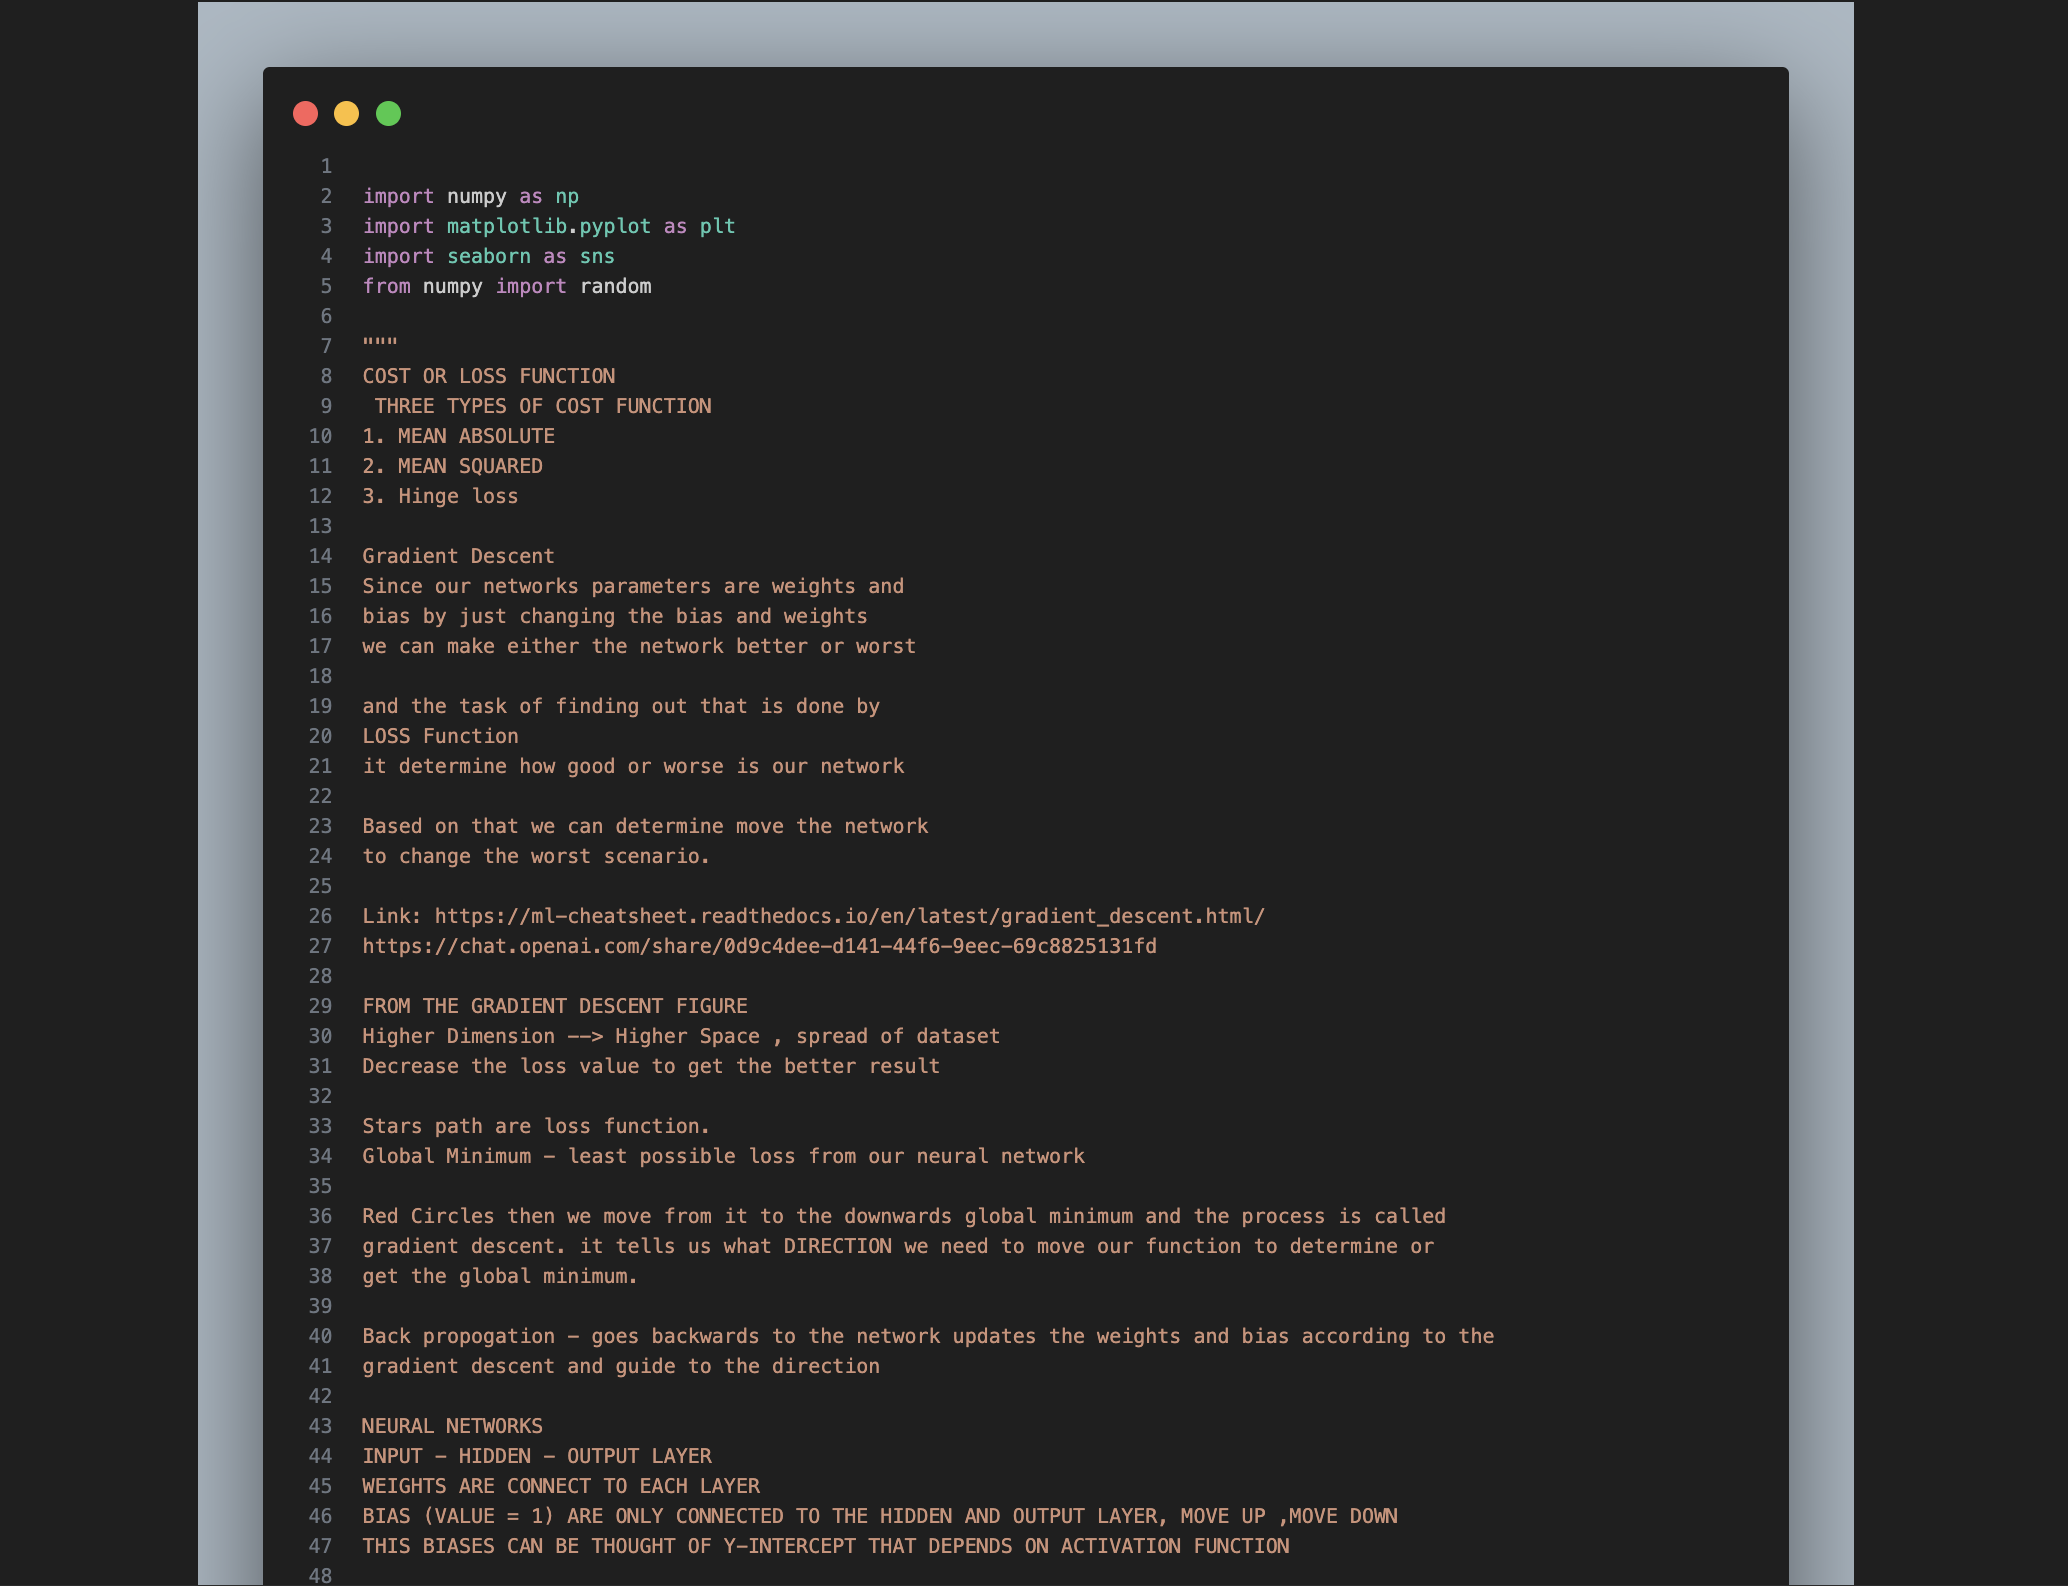 1
2 import numpy as np
3 import matplotlib.pyplot as plt
4 import seaborn as sns
5 from numpy import random
6
7 """
8 COST OR LOSS FUNCTION
9  THREE TYPES OF COST FUNCTION
10 1. MEAN ABSOLUTE
11 2. MEAN SQUARED
12 3. Hinge loss
13
14 Gradient Descent
15 Since our networks parameters are weights and
16 bias by just changing the bias and weights
17 we can make either the network better or worst
18
19 and the task of finding out that is done by
20 LOSS Function
21 it determine how good or worse is our network
22
23 Based on that we can determine move the network
24 to change the worst scenario.
25
26 Link: https://ml-cheatsheet.readthedocs.io/en/latest/gradient_descent.html/
27 https://chat.openai.com/share/0d9c4dee-d141-44f6-9eec-69c8825131fd
28
29 FROM THE GRADIENT DESCENT FIGURE
30 Higher Dimension --> Higher Space , spread of dataset
31 Decrease the loss value to get the better result
32
33 Stars path are loss function.
34 Global Minimum - least possible loss from our neural network
35
36 Red Circles then we move from it to the downwards global minimum and the process is called
37 gradient descent. it tells us what DIRECTION we need to move our function to determine or
38 get the global minimum.
39
40 Back propogation - goes backwards to the network updates the weights and bias according to the
41 gradient descent and guide to the direction
42
43 NEURAL NETWORKS
44 INPUT - HIDDEN - OUTPUT LAYER
45 WEIGHTS ARE CONNECT TO EACH LAYER
46 BIAS (VALUE = 1) ARE ONLY CONNECTED TO THE HIDDEN AND OUTPUT LAYER, MOVE UP ,MOVE DOWN
47 THIS BIASES CAN BE THOUGHT OF Y-INTERCEPT THAT DEPENDS ON ACTIVATION FUNCTION
48